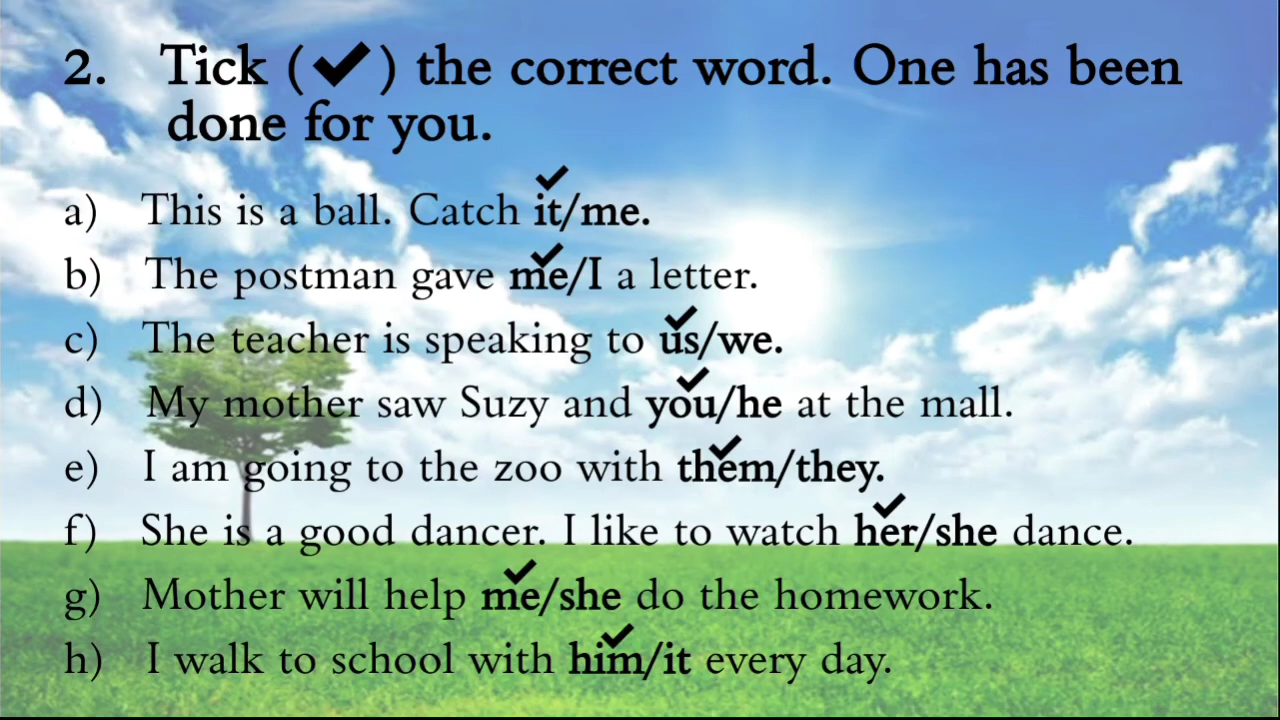 2. Tick (✔) the correct word. One has been
done for you.
a) This is a ball. Catch it/me.
b) The postman gave me/I a letter.
c) The teacher is speaking to us/we.
d) My mother saw Suzy and you/he at the mall.
e) I am going to the zoo with them/they.
f) She is a good dancer. I like to watch her/she dance.
g) Mother will help me/she do the homework.
h) I walk to school with him/it every day.